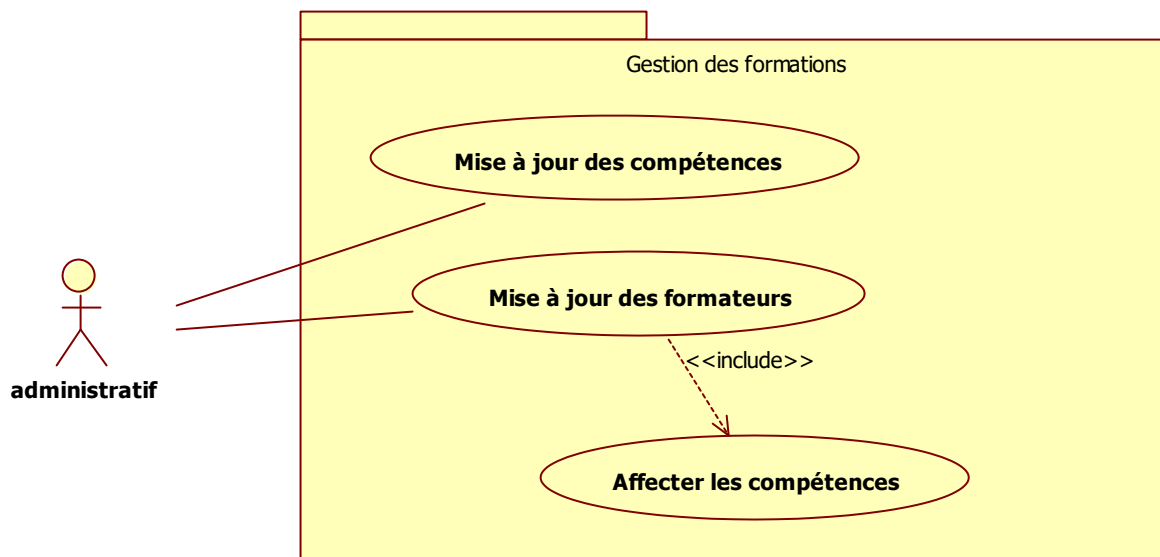 Gestion des formations
Mise à jour des compétences
Mise à jour des formateurs
<<include>>
administratif
Affecter les compétences